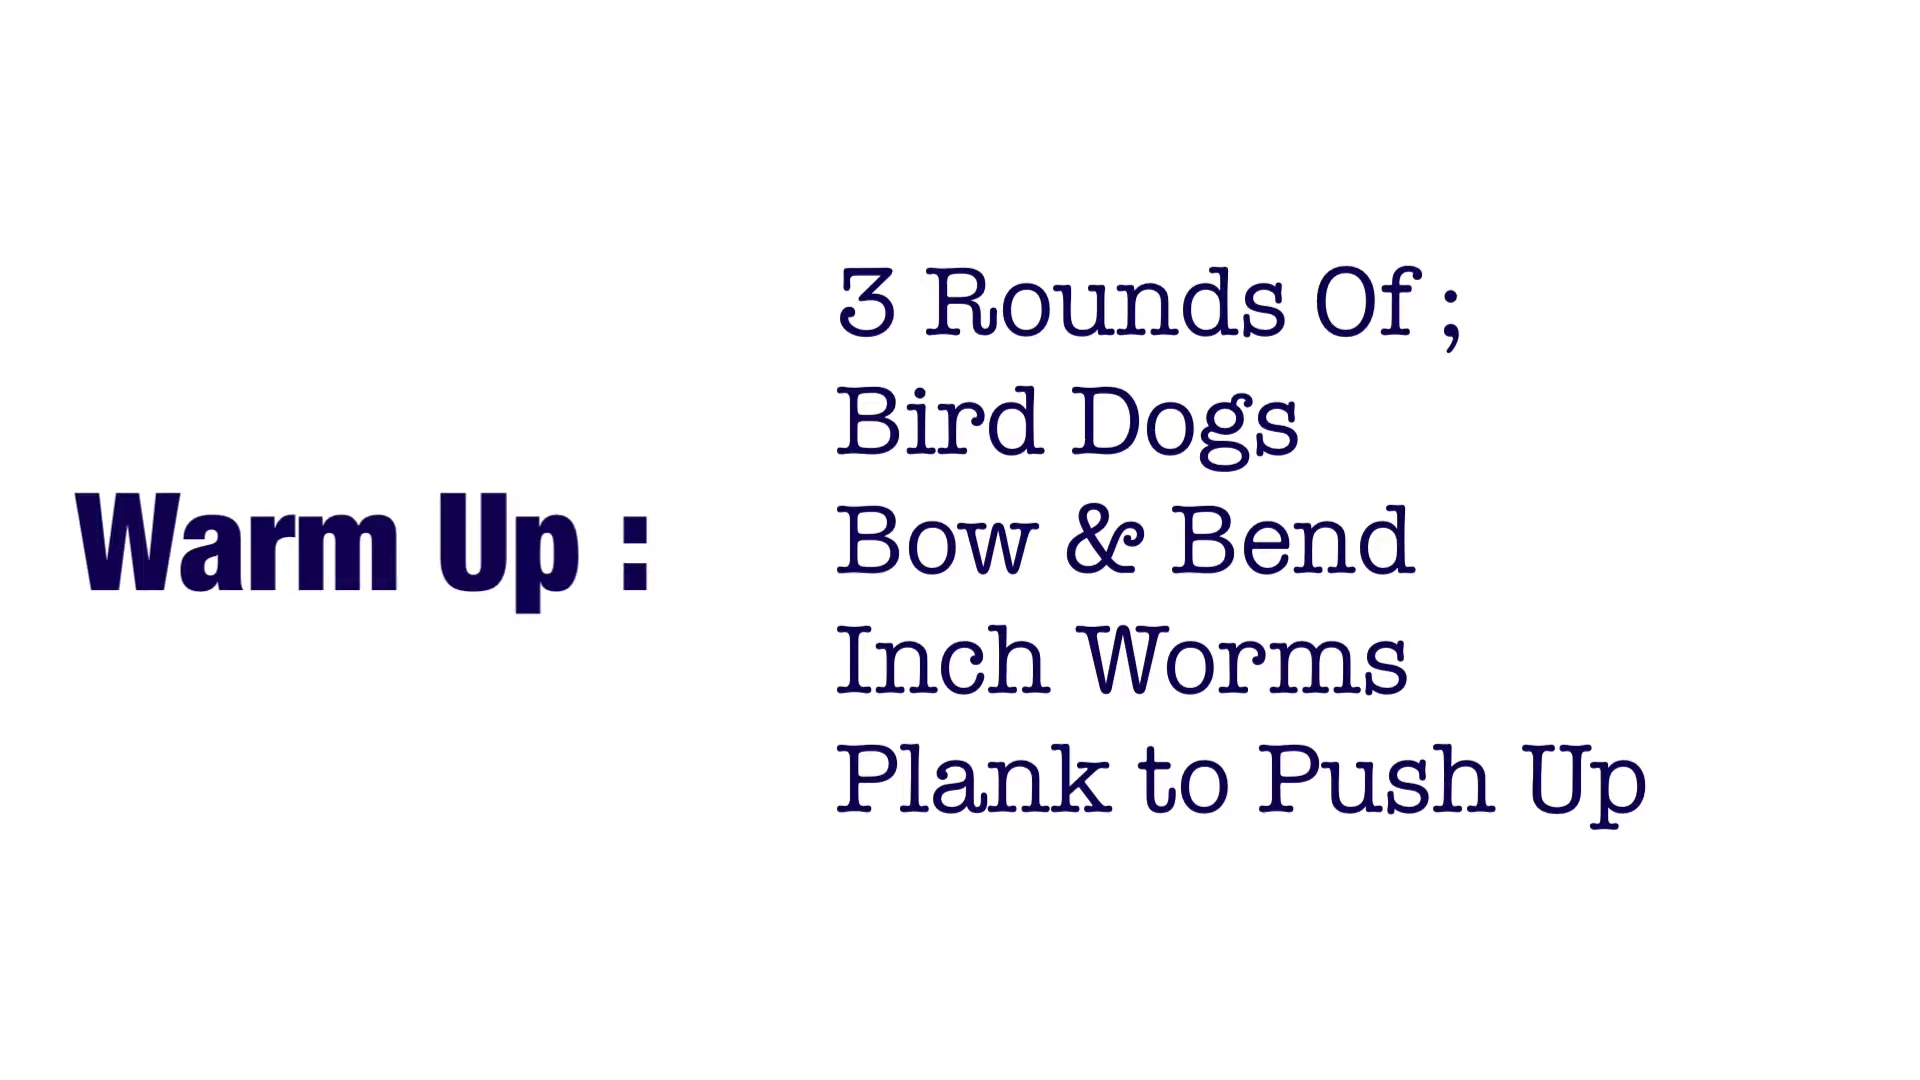 Warm Up :
3 Rounds Of ;
Bird Dogs
Bow & Bend
Inch Worms
Plank to Push Up